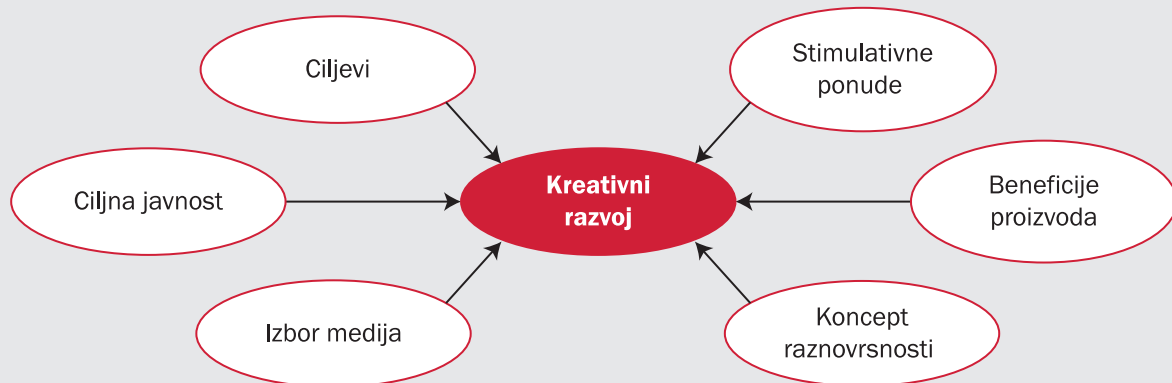 Ciljevi
Stimulativne
ponude
Ciljna javnost
Kreativni
razvoj
Beneficije
proizvoda
Izbor medija
Koncept
raznovrsnosti